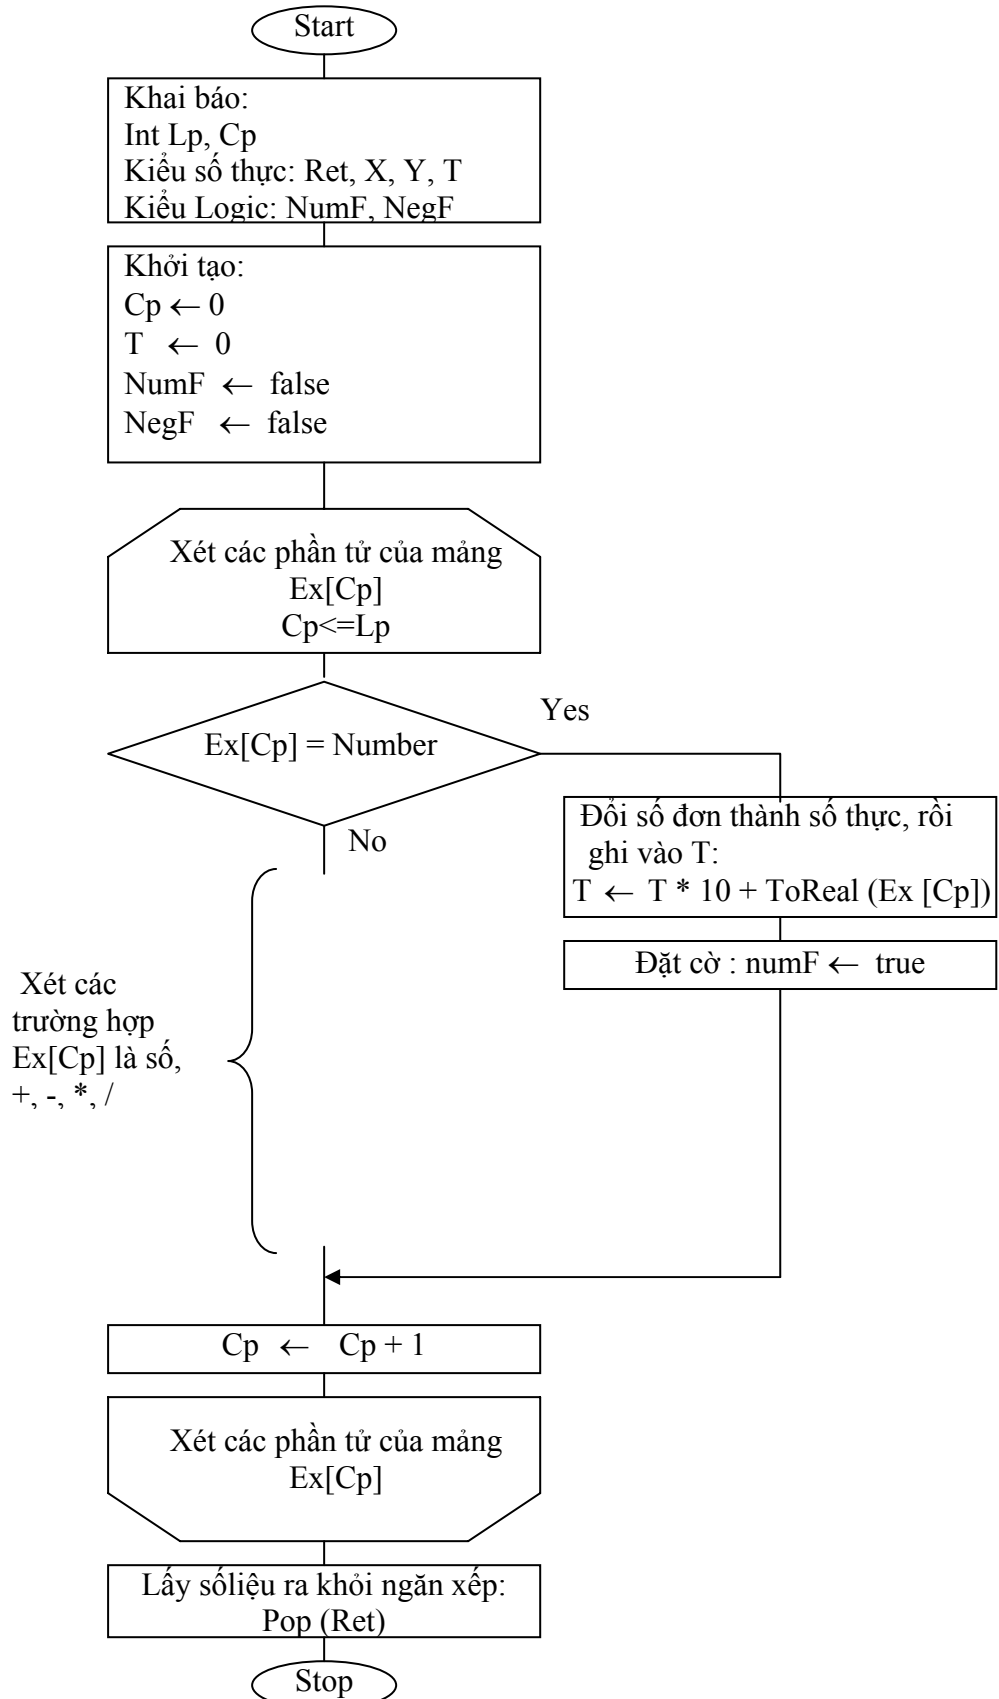 Start
Khai báo:
Int Lp, Cp
Kiểu số thực: Ret, X, Y, T
Kiểu Logic: NumF, NegF
Khởi tạo:
Cp ← 0
T ← 0
NumF ← false
NegF ← false
Xét các phần tử của mảng
Ex[Cp]
Cp<=Lp
Yes
Ex[Cp] = Number
No
Đổi số đơn thành số thực, rồi
ghi vào T:
T ← T * 10 + ToReal (Ex [Cp])
Đặt cờ : numF ← true
Xét các
trường hợp
Ex[Cp] là số,
+, -, *, /
Cp ← Cp + 1
Xét các phần tử của mảng
Ex[Cp]
Lấy sốliệu ra khỏi ngăn xếp:
Pop (Ret)
Stop